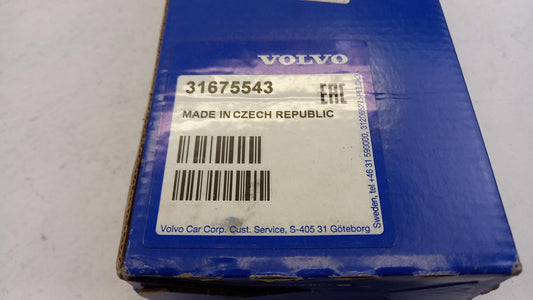 VOLVO
31675543
EAC
MADE IN CZECH REPUBLIC
Volvo Car Corp. Cust. Service, S-405 31 Göteborg
Sweden, tel +46 31 590000,